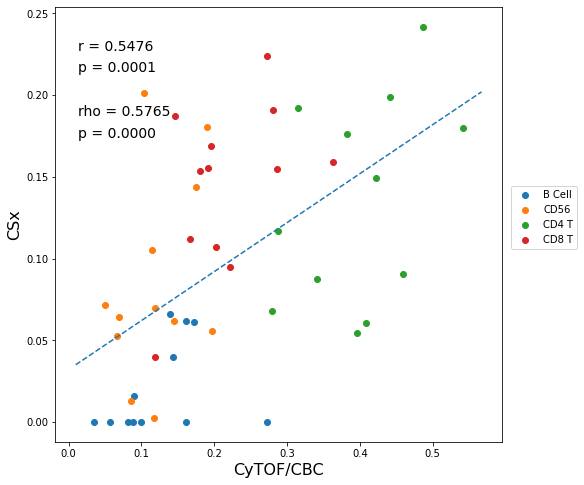 r = 0.5476
p = 0.0001
rho = 0.5765
p = 0.0000
CSx
0.25
0.20
0.15
0.10
0.05
0.00
0.0 0.1 0.2 0.3 0.4 0.5
CyTOF/CBC
B Cell
CD56
CD4 T
CD8 T